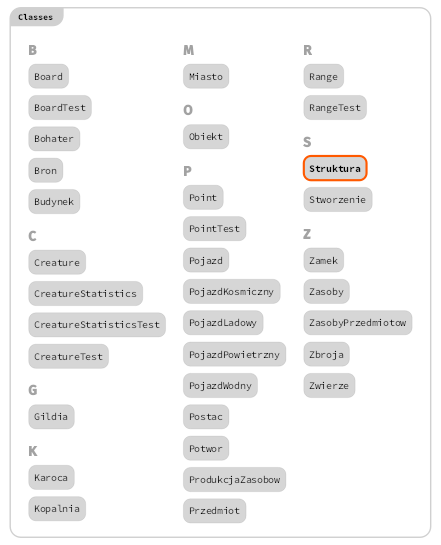 Classes
B
Board
BoardTest
Bohater
Bron
Budynek
C
Creature
CreatureStatistics
CreatureStatisticsTest
CreatureTest
G
Gildia
K
Karoca
Kopalnia
M
Miasto
O
Obiekt
P
Point
PointTest
Pojazd
PojazdKosmiczny
PojazdLadowy
PojazdPowietrzny
PojazdWodny
Postac
Potwor
ProdukcjaZasobow
Przedmiot
R
Range
RangeTest
S
Struktura
Stworzenie
Z
Zamek
Zasoby
ZasobyPrzedmiotow
Zbroja
Zwierze